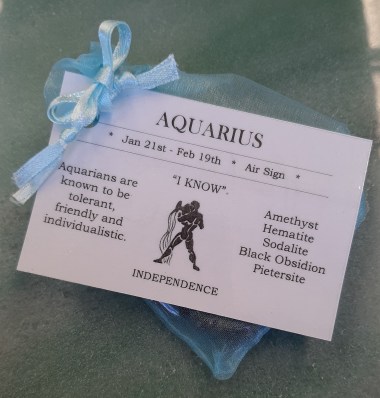 AQUARIUS
* Jan 21st - Feb 19th * Air Sign *
"I KNOW".
Aquarians are
known to be
tolerant,
friendly and
individualistic.
Amethyst
Hematite
Sodalite
Black Obsidion
Pietersite
INDEPENDENCE